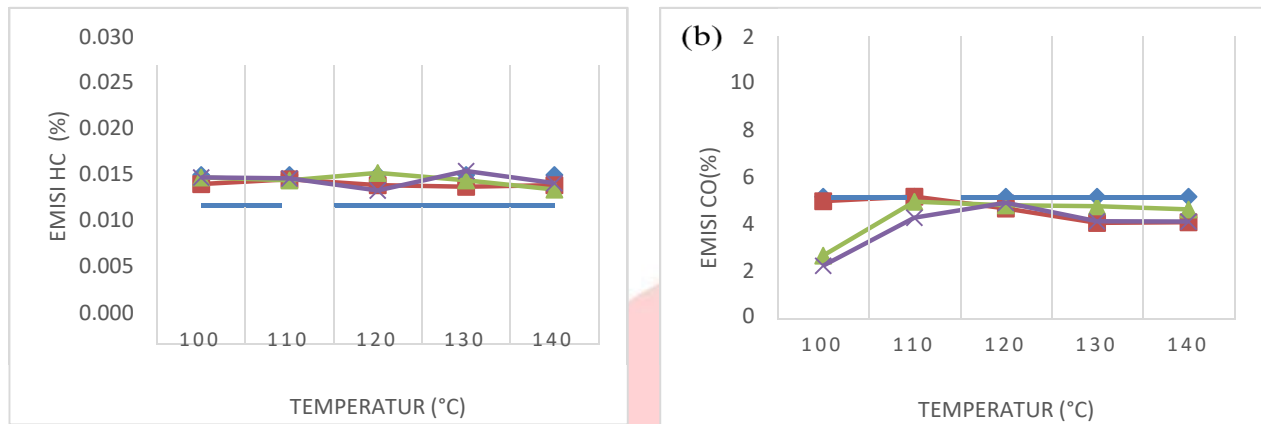 0.030
0.025
0.020
0.015
0.010
0.005
0.000
EMISI HC (%)
100 110 120 130 140
TEMPERATUR (°C)
(b)
2
10
8
6
4
2
0
EMISI CO(%)
100 110 120 130 140
TEMPERATUR (°C)